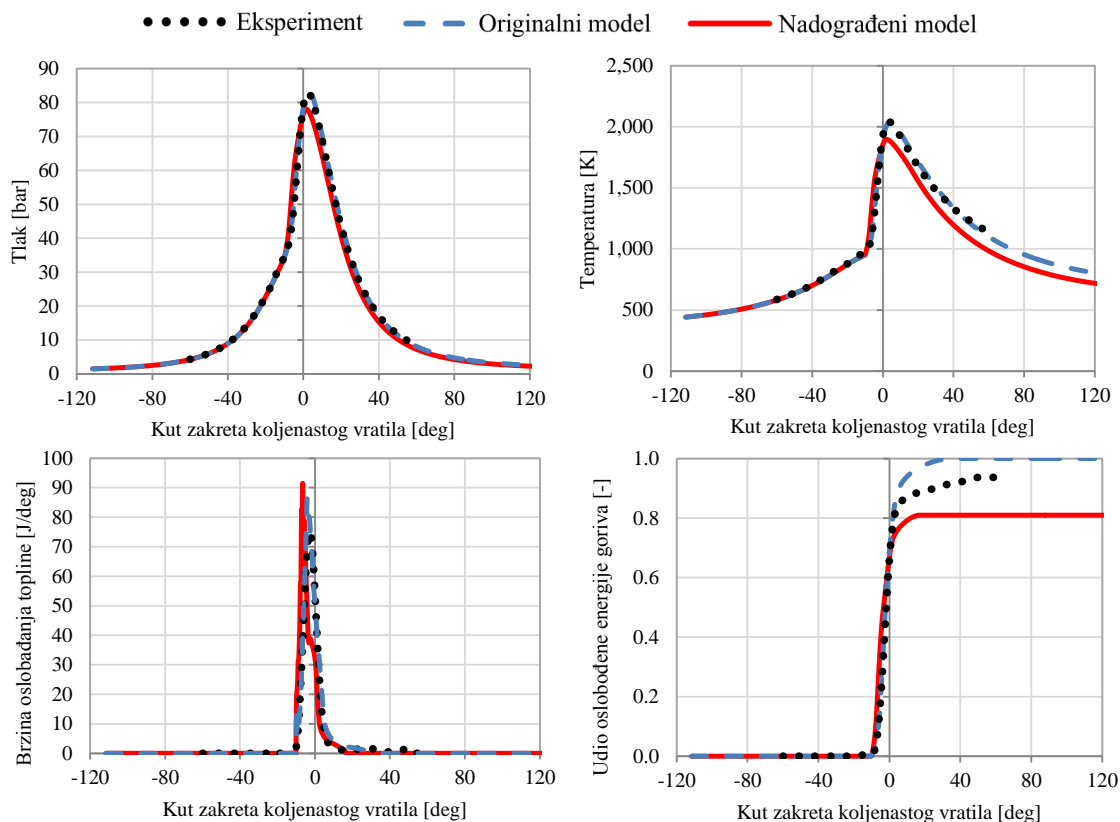 Eksperiment Originalni model Nadograđeni model
90
80
70
60
50
40
30
20
10
0
Tlak [bar]
-120 -80 -40 0 40 80 120
Kut zakreta koljenastog vratila [deg]
2,500
2,000
1,500
1,000
500
0
Temperatura [K]
-120 -80 -40 0 40 80 120
Kut zakreta koljenastog vratila [deg]
100
90
80
70
60
50
40
30
20
10
0
Brzina oslobađanja topline [J/deg]
-120 -80 -40 0 40 80 120
Kut zakreta koljenastog vratila [deg]
1.0
0.8
0.6
0.4
0.2
0.0
Udio oslobođene energije goriva [-]
-120 -80 -40 0 40 80 120
Kut zakreta koljenastog vratila [deg]